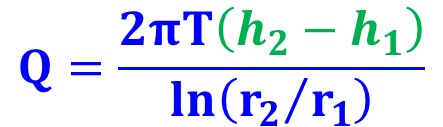 Q = 2πT(h₂ − h₁) / ln(r₂/r₁)